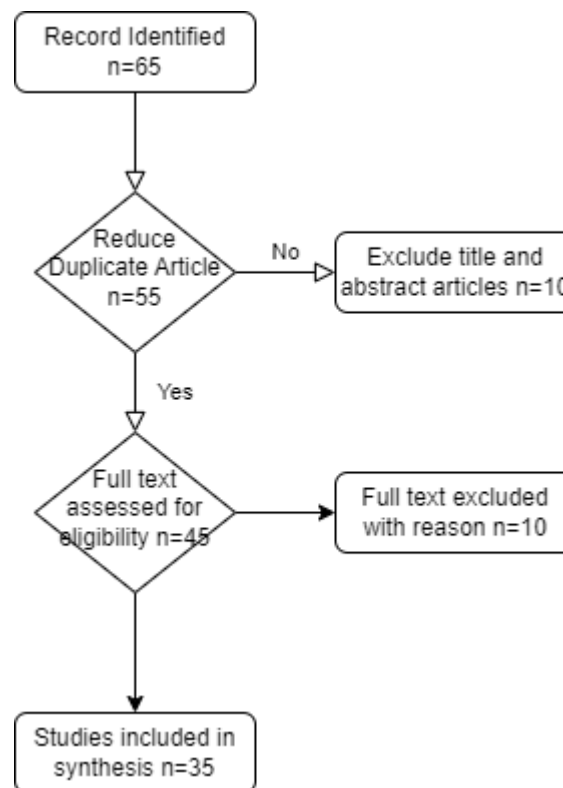 Record Identified
n=65
Reduce
Duplicate Article
n=55
No
Exclude title and
abstract articles n=10
Yes
Full text
assessed for
eligibility n=45
Full text excluded
with reason n=10
Studies included in
synthesis n=35